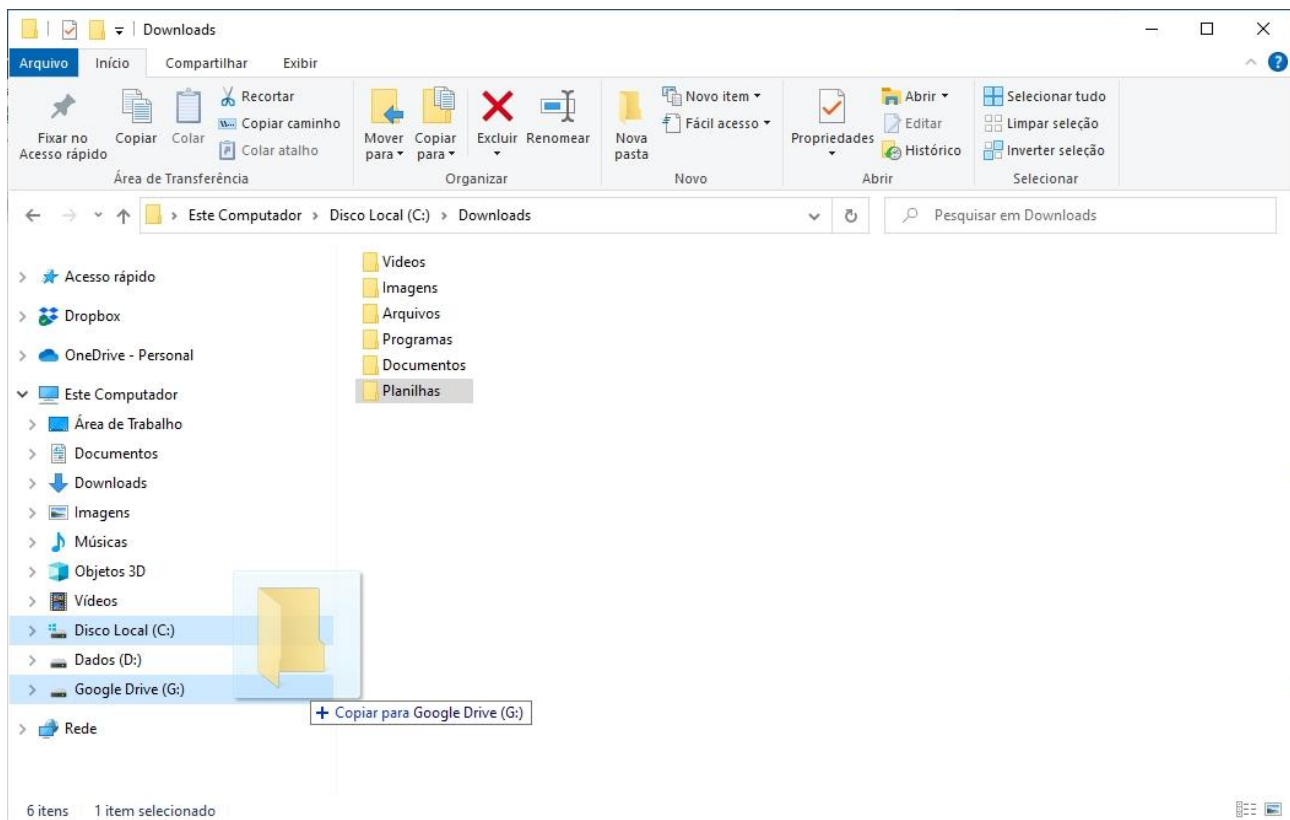 Downloads
Arquivo Início Compartilhar Exibir
Fixar no Acesso rápido
Copiar
Colar
Recortar
Copiar caminho
Colar atalho
Área de Transferência
Mover para
Copiar para
Excluir
Renomear
Organizar
Nova pasta
Novo item
Fácil acesso
Novo
Propriedades
Abrir
Editar
Histórico
Abrir
Selecionar tudo
Limpar seleção
Inverter seleção
Selecionar
Este Computador > Disco Local (C:) > Downloads
Pesquisar em Downloads
Acesso rápido
Dropbox
OneDrive - Personal
Este Computador
Área de Trabalho
Documentos
Downloads
Imagens
Músicas
Objetos 3D
Vídeos
Disco Local (C:)
Dados (D:)
Google Drive (G:)
Rede
Videos
Imagens
Arquivos
Programas
Documentos
Planilhas
+ Copiar para Google Drive (G:)
6 itens 1 item selecionado